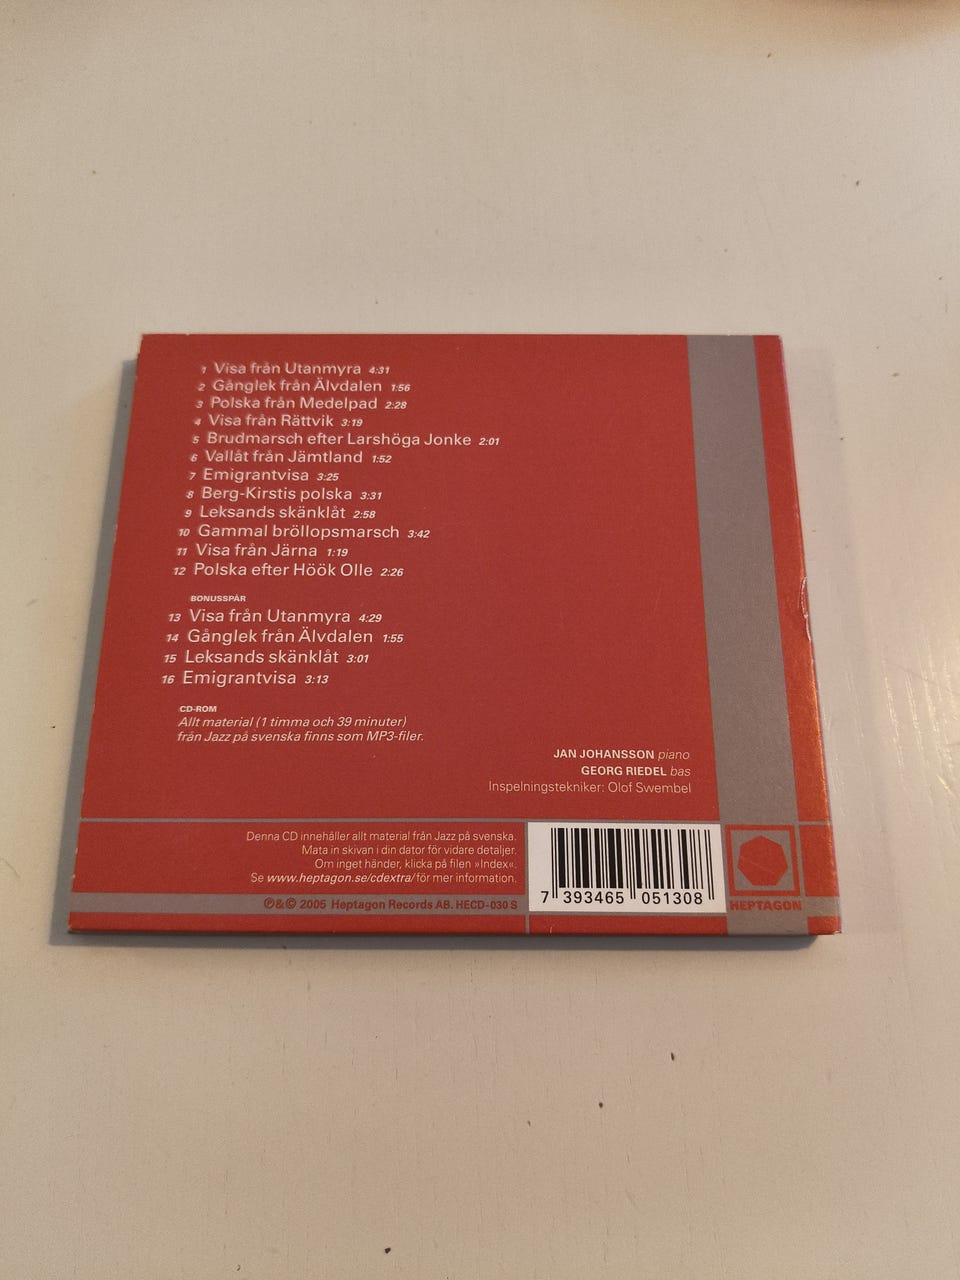 1 Visa från Utanmyra 4:31
2 Gånglek från Älvdalen 1:56
3 Polska från Medelpad 2:28
4 Visa från Rättvik 3:19
5 Brudmarsch efter Larshöga Jonke 2:01
6 Vallåt från Jämtland 1:52
7 Emigrantvisa 3:25
8 Berg-Kirstis polska 3:31
9 Leksands skänklåt 2:58
10 Gammal bröllopsmarsch 3:42
11 Visa från Järna 1:19
12 Polska efter Höök Olle 2:26
BONUSSPÅR
13 Visa från Utanmyra 4:29
14 Gånglek från Älvdalen 1:55
15 Leksands skänklåt 3:01
16 Emigrantvisa 3:13
CD-ROM
Allt material (1 timma och 39 minuter)
från Jazz på svenska finns som MP3-filer.
JAN JOHANSSON piano
GEORG RIEDEL bas
Inspelningstekniker: Olof Swembel
Denna CD innehåller allt material från Jazz på svenska.
Mata in skivan i din dator för vidare detaljer.
Om inget händer, klicka på filen »Index«.
Se www.heptagon.se/cdextra/ för mer information.
℗&© 2005 Heptagon Records AB. HECD-030 S
7 393465 051308
HEPTAGON